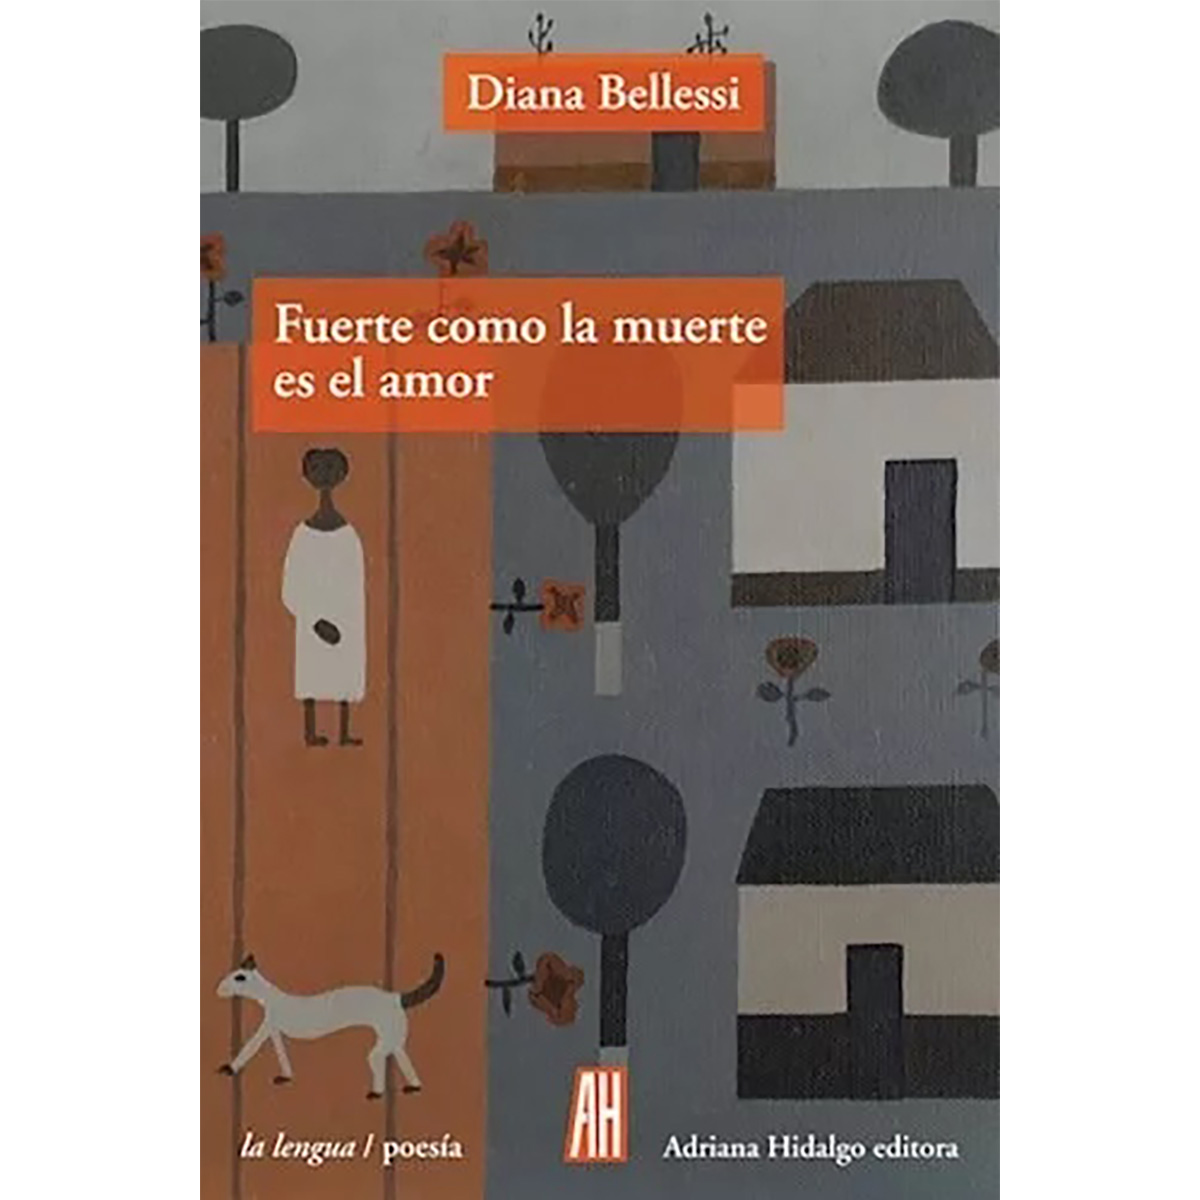 Diana Bellessi
Fuerte como la muerte
es el amor
la lengua / poesía
AH
Adriana Hidalgo editora